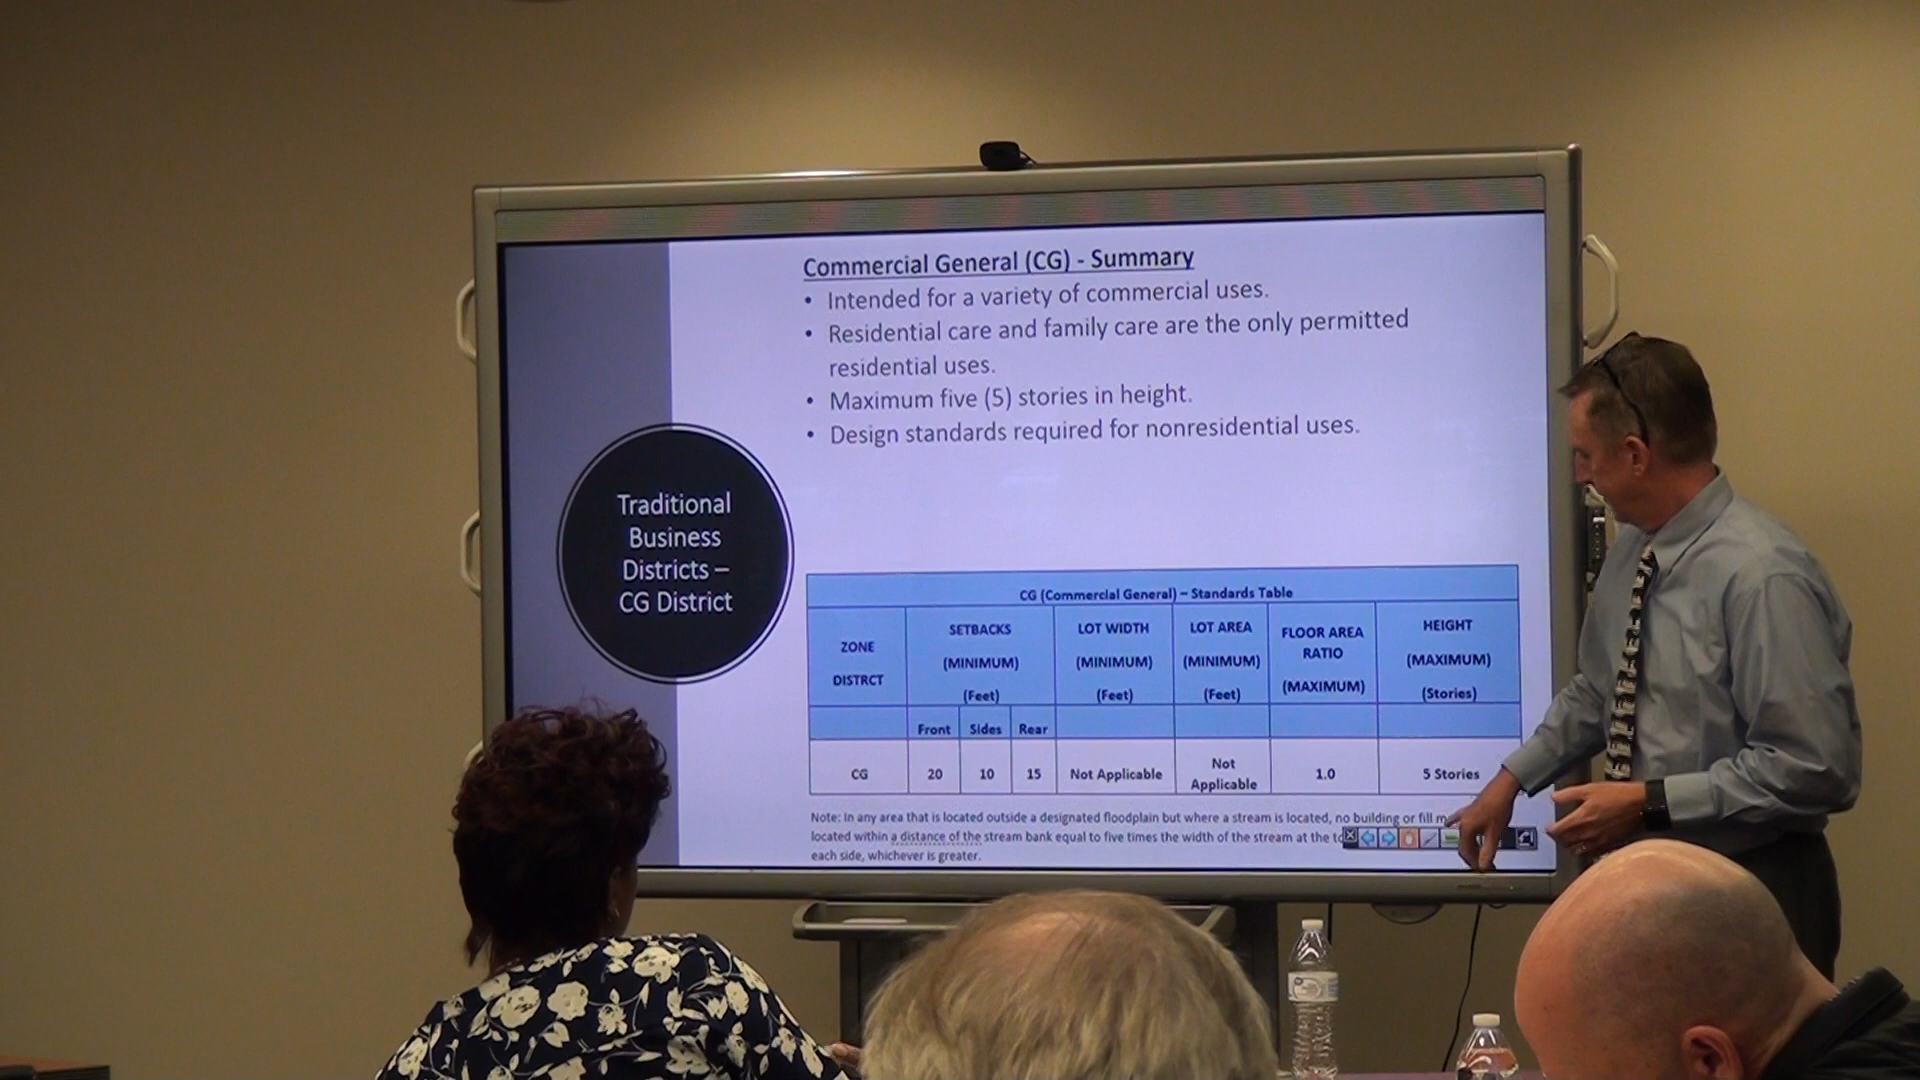 Commercial General (CG) - Summary
• Intended for a variety of commercial uses.
• Residential care and family care are the only permitted
residential uses.
• Maximum five (5) stories in height.
• Design standards required for nonresidential uses.
Traditional
Business
Districts –
CG District
CG (Commercial General) – Standards Table
ZONE
DISTRCT
SETBACKS
(MINIMUM)
(Feet)
LOT WIDTH
(MINIMUM)
(Feet)
LOT AREA
(MINIMUM)
(Feet)
FLOOR AREA
RATIO
(MAXIMUM)
HEIGHT
(MAXIMUM)
(Stories)
Front Sides Rear
CG 20 10 15 Not Applicable Not Applicable 1.0 5 Stories
Note: In any area that is located outside a designated floodplain but where a stream is located, no building or fill
located within a distance of the stream bank equal to five times the width of the stream at the
each side, whichever is greater.